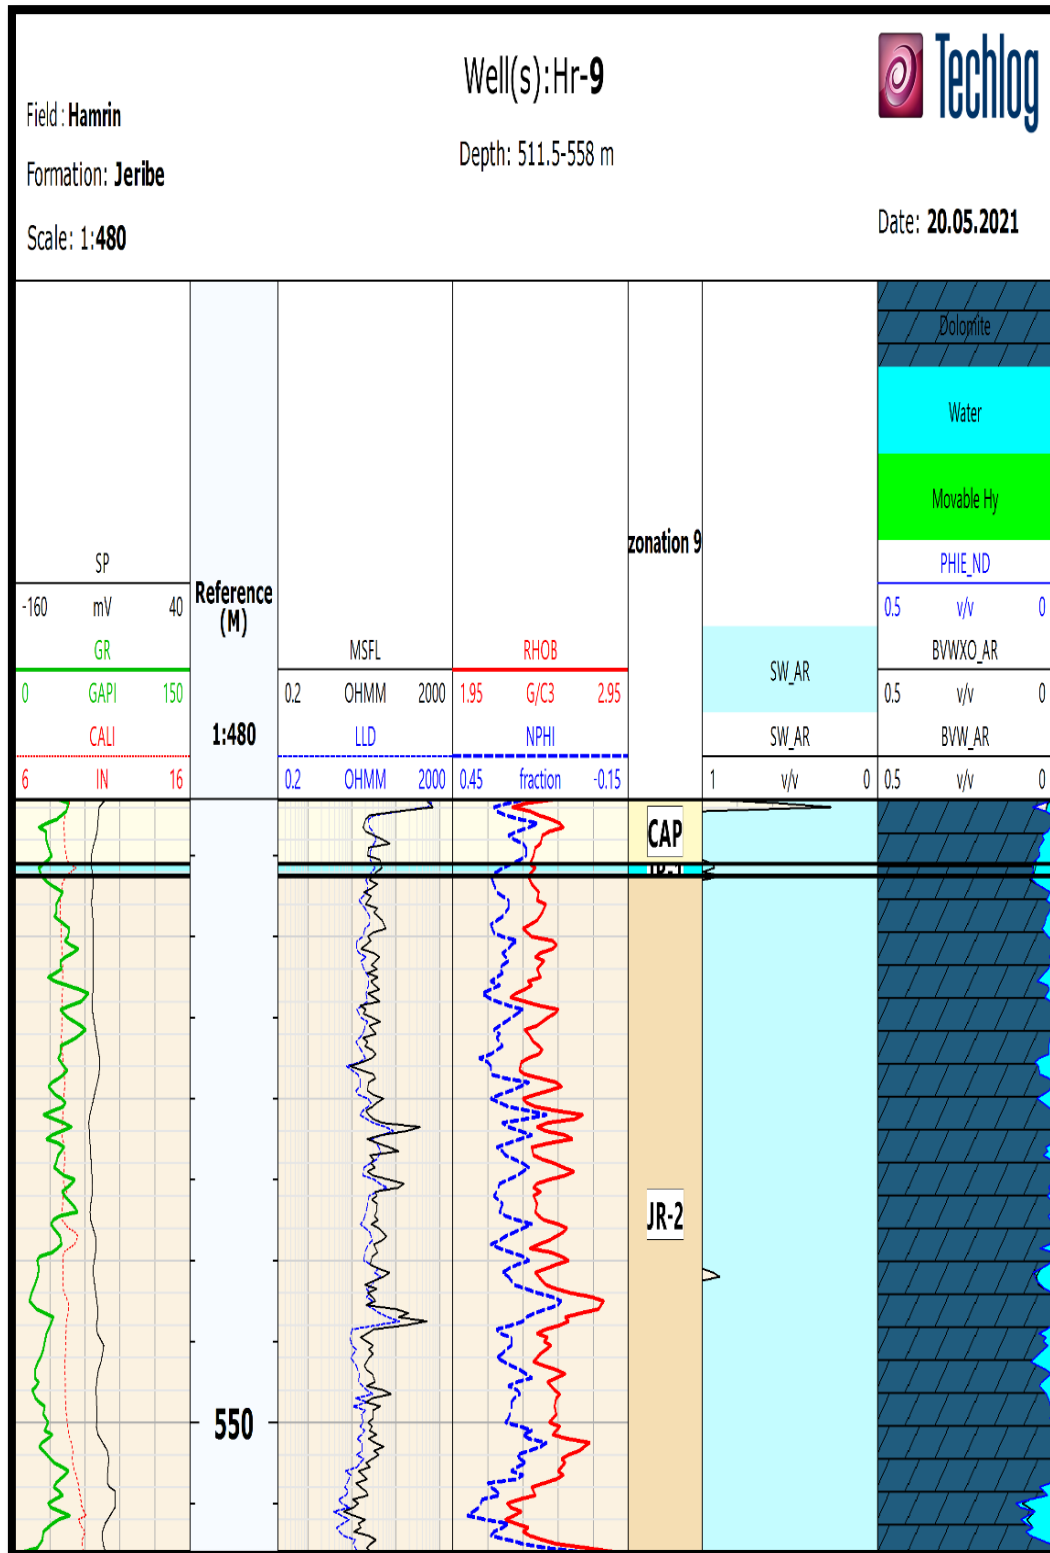 Well(s):Hr-9
Techlog
Field : Hamrin
Depth: 511.5-558 m
Formation: Jeribe
Date: 20.05.2021
Scale: 1:480
Dolomite
Water
Movable Hy
zonation 9
SP
-160 mV 40
GR
0 GAPI 150
CALI
6 IN 16
Reference
(M)
1:480
MSFL
0.2 OHMM 2000
LLD
0.2 OHMM 2000
RHOB
1.95 G/C3 2.95
NPHI
0.45 fraction -0.15
SW_AR
SW_AR
1 v/v 0
PHIE_ND
0.5 v/v 0
BVWXO_AR
0.5 v/v 0
BVW_AR
0.5 v/v 0
CAP
JR-1
JR-2
550